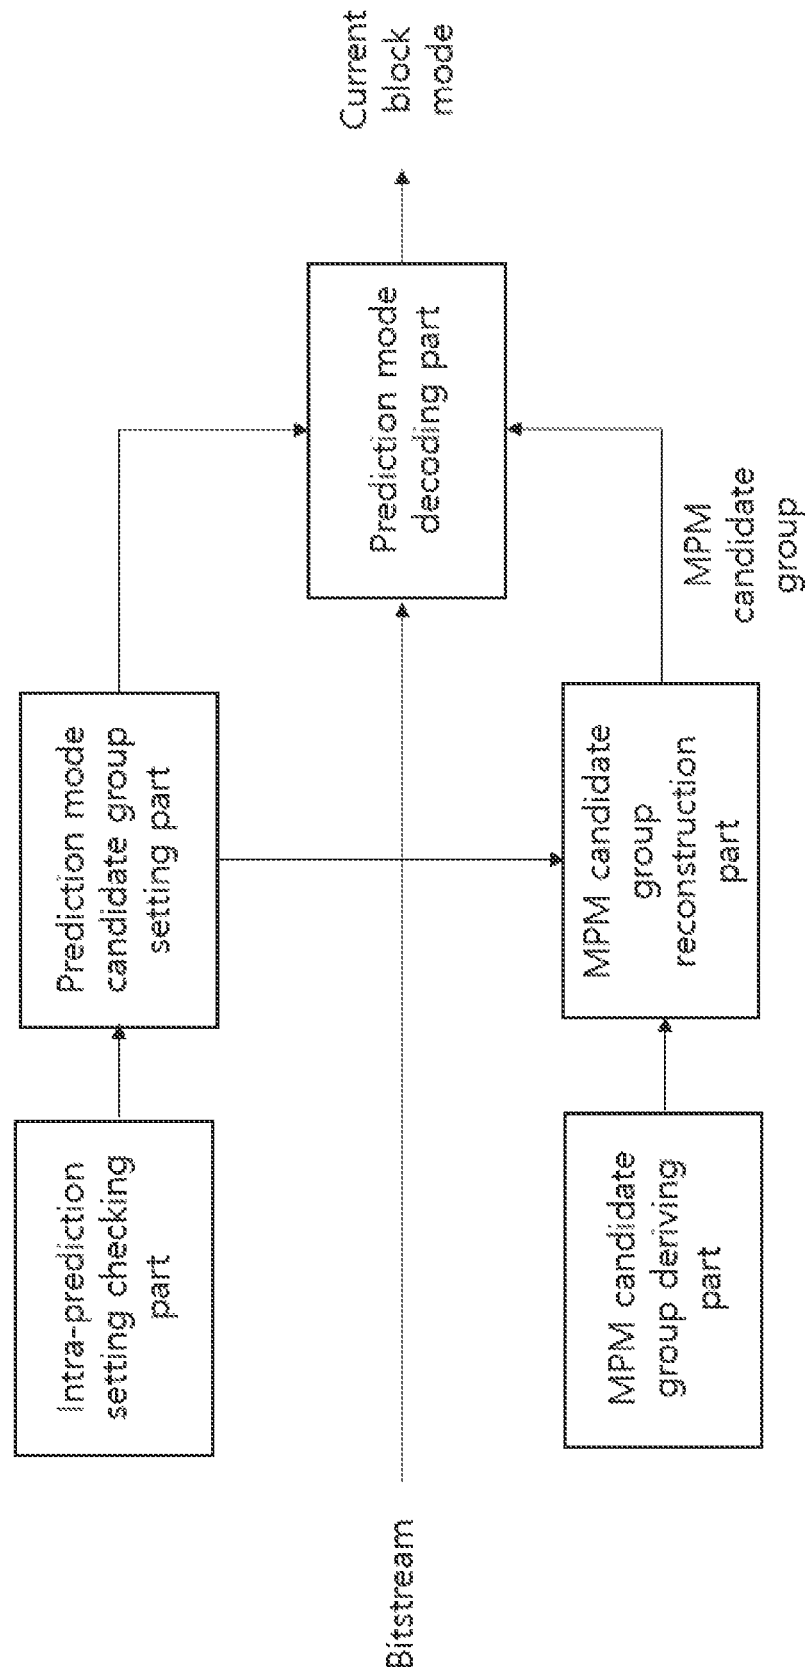 Intra-prediction
setting checking
part
Prediction mode
candidate group
setting part
Bitstream
Prediction mode
decoding part
Current
block
mode
MPM candidate
group deriving
part
MPM candidate
group
reconstruction
part
MPM
candidate
group